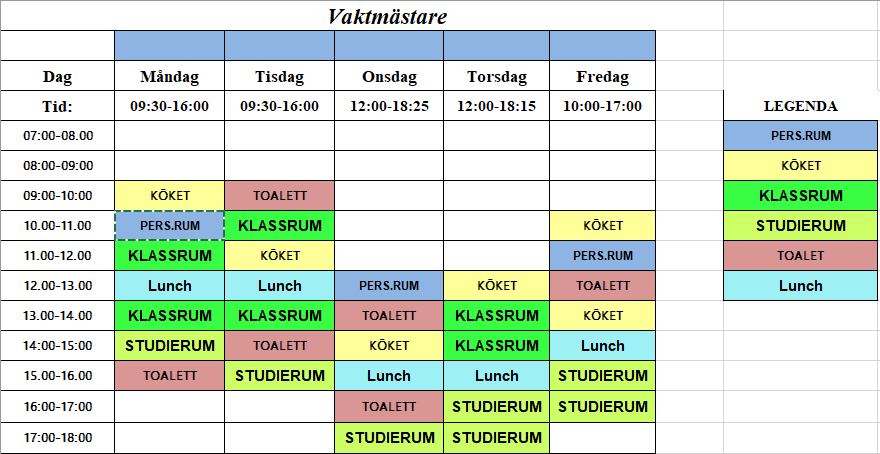 Vaktmästare
Dag Måndag Tisdag Onsdag Torsdag Fredag
Tid: 09:30-16:00 09:30-16:00 12:00-18:25 12:00-18:15 10:00-17:00 LEGENDA
07:00-08.00 PERS.RUM
08:00-09:00 KÖKET
09:00-10:00 KÖKET TOALETT KLASSRUM
10.00-11.00 PERS.RUM KLASSRUM KÖKET STUDIERUM
11.00-12.00 KLASSRUM KÖKET PERS.RUM TOALET
12.00-13.00 Lunch Lunch PERS.RUM KÖKET TOALETT Lunch
13.00-14.00 KLASSRUM KLASSRUM TOALETT KLASSRUM KÖKET
14:00-15:00 STUDIERUM TOALETT KÖKET KLASSRUM Lunch
15.00-16.00 TOALETT STUDIERUM Lunch Lunch STUDIERUM
16:00-17:00 TOALETT STUDIERUM STUDIERUM
17:00-18:00 STUDIERUM STUDIERUM